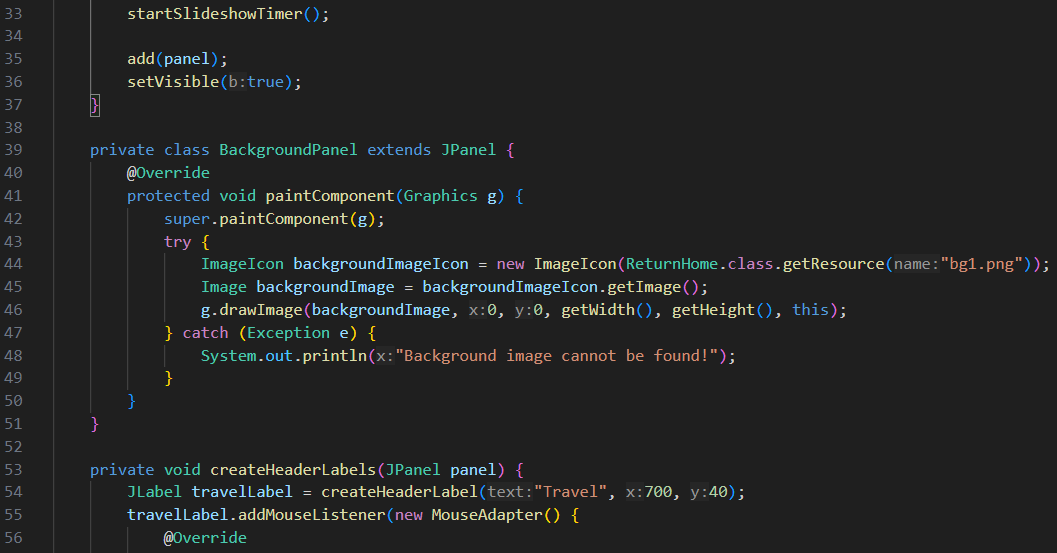 33 startSlideshowTimer();
34
35 add(panel);
36 setVisible(b:true);
37 }
38
39 private class BackgroundPanel extends JPanel {
40 @Override
41 protected void paintComponent(Graphics g) {
42 super.paintComponent(g);
43 try {
44 ImageIcon backgroundImageIcon = new ImageIcon(ReturnHome.class.getResource(name:"bg1.png"));
45 Image backgroundImage = backgroundImageIcon.getImage();
46 g.drawImage(backgroundImage, x:0, y:0, getWidth(), getHeight(), this);
47 } catch (Exception e) {
48 System.out.println(x:"Background image cannot be found!");
49 }
50 }
51 }
52
53 private void createHeaderLabels(JPanel panel) {
54 JLabel travelLabel = createHeaderLabel(text:"Travel", x:700, y:40);
55 travelLabel.addMouseListener(new MouseAdapter() {
56 @Override